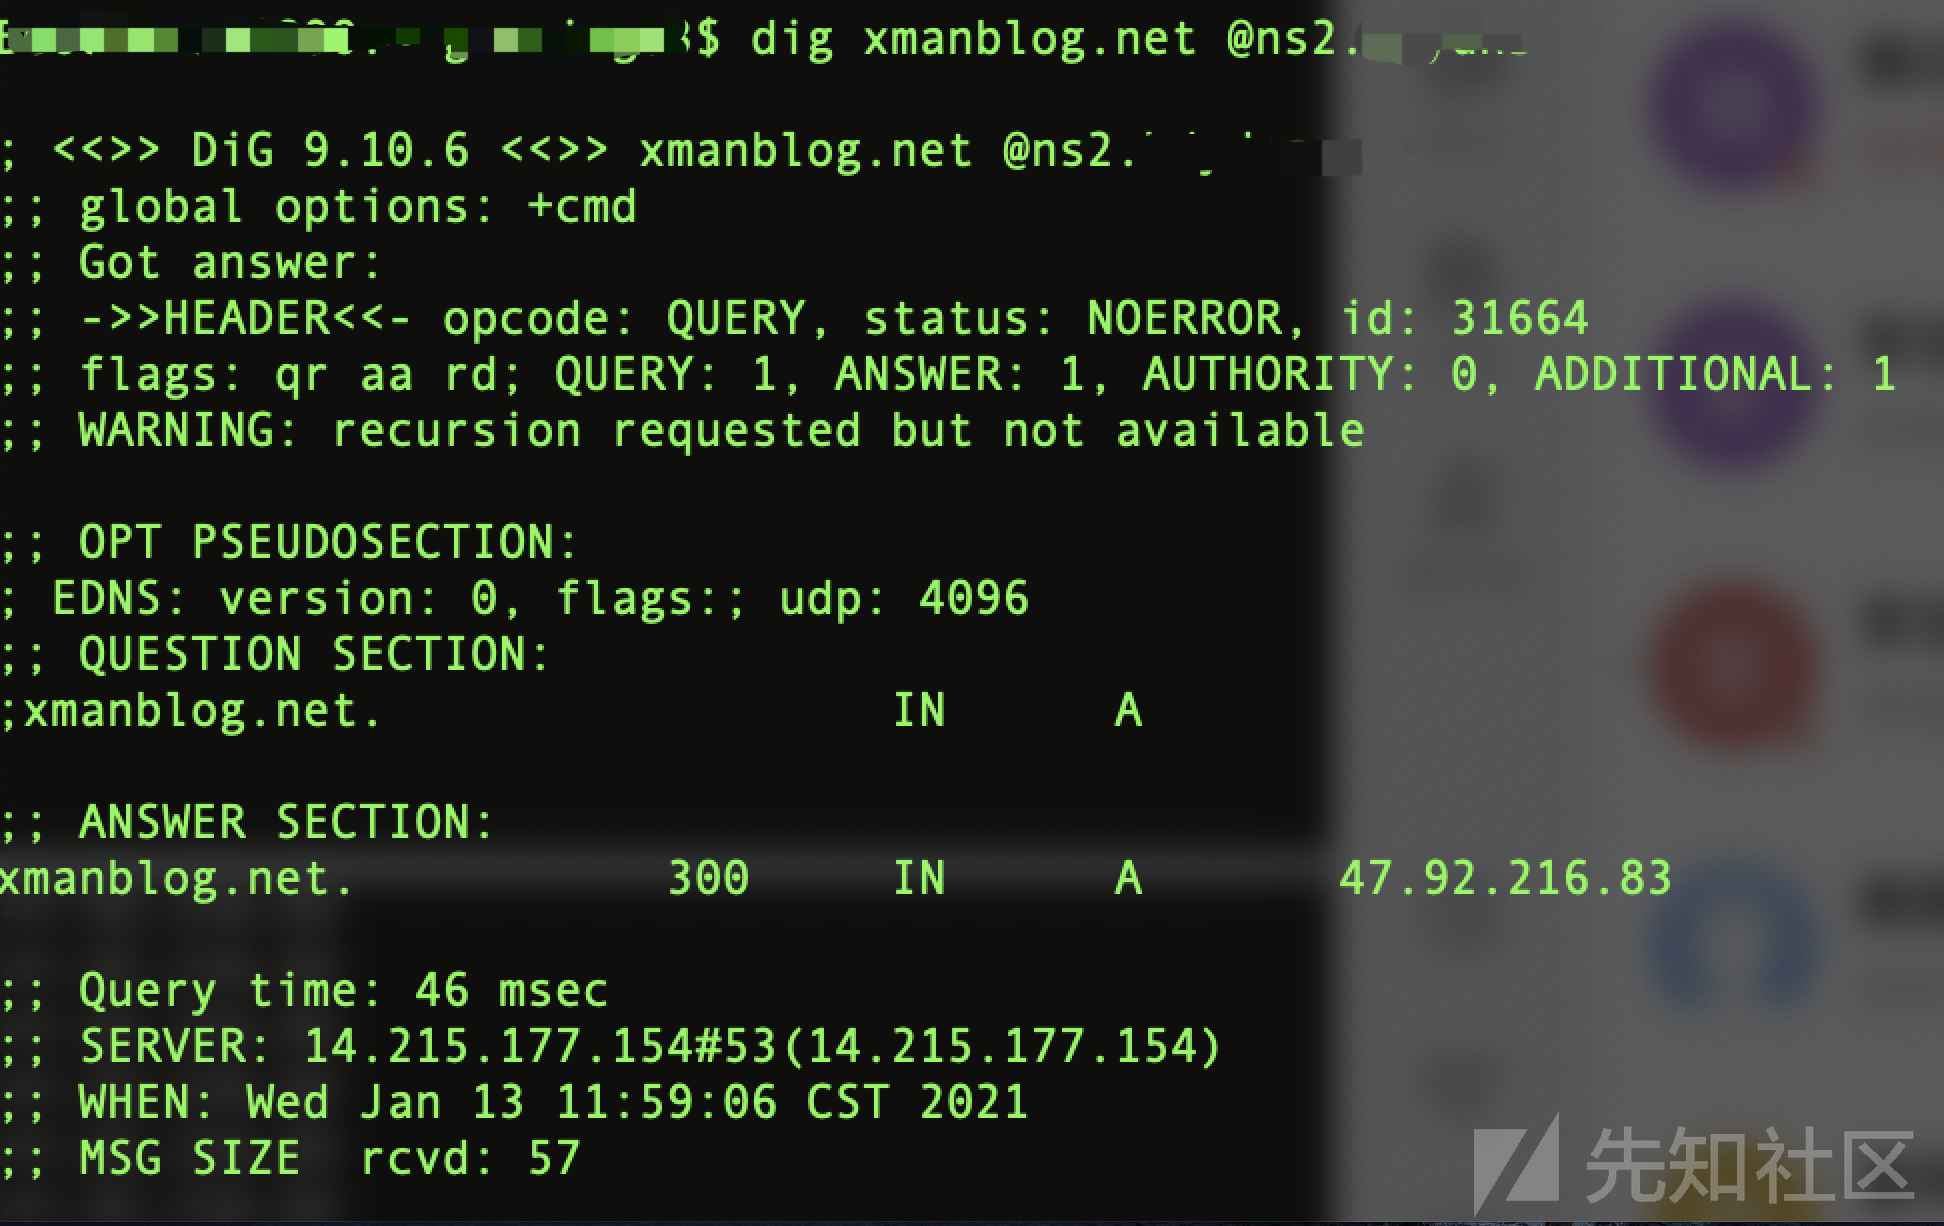 $ dig xmanblog.net @ns2.
; <<>> DiG 9.10.6 <<>> xmanblog.net @ns2.
;; global options: +cmd
;; Got answer:
;; ->>HEADER<<- opcode: QUERY, status: NOERROR, id: 31664
;; flags: qr aa rd; QUERY: 1, ANSWER: 1, AUTHORITY: 0, ADDITIONAL: 1
;; WARNING: recursion requested but not available
;; OPT PSEUDOSECTION:
; EDNS: version: 0, flags:; udp: 4096
;; QUESTION SECTION:
;xmanblog.net. IN A
;; ANSWER SECTION:
xmanblog.net. 300 IN A 47.92.216.83
;; Query time: 46 msec
;; SERVER: 14.215.177.154#53(14.215.177.154)
;; WHEN: Wed Jan 13 11:59:06 CST 2021
;; MSG SIZE  rcvd: 57
先知社区